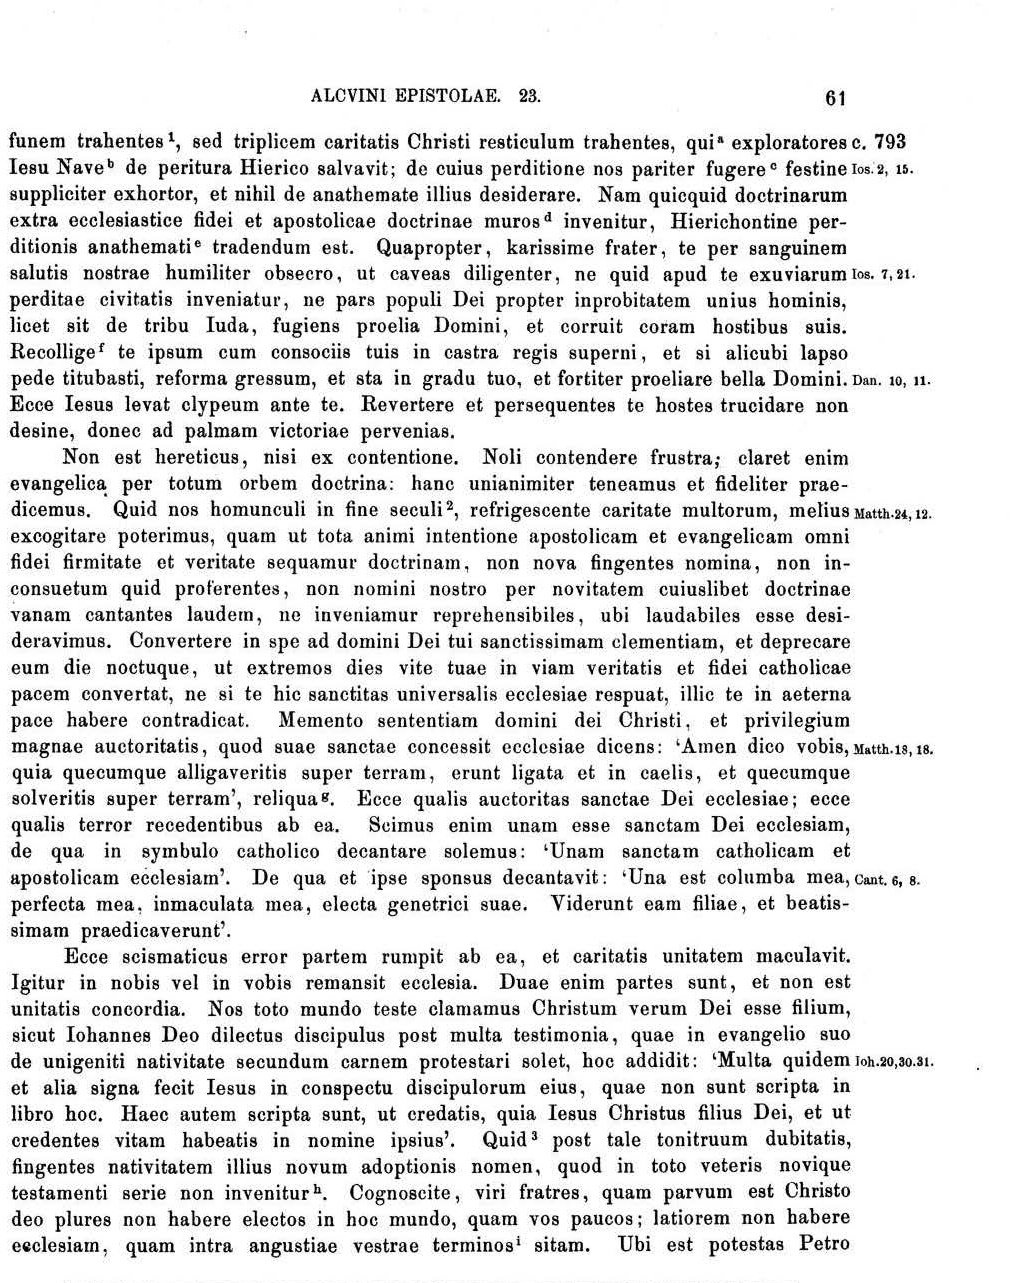 ALCVINI EPISTOLAE. 23. 61
funem trahentes¹, sed triplicem caritatis Christi resticulum trahentes, quiᵃ exploratores c. 793
Iesu Naveᵇ de peritura Hierico salvavit; de cuius perditione nos pariter fugereᶜ festine Ios. 2, 15.
suppliciter exhortor, et nihil de anathemate illius desiderare. Nam quicquid doctrinarum
extra ecclesiastice fidei et apostolicae doctrinae murosᵈ invenitur, Hierichontine per-
ditionis anathematiᵉ tradendum est. Quapropter, karissime frater, te per sanguinem
salutis nostrae humiliter obsecro, ut caveas diligenter, ne quid apud te exuviarum Ios. 7, 21.
perditae civitatis inveniatur, ne pars populi Dei propter inprobitatem unius hominis,
licet sit de tribu Iuda, fugiens proelia Domini, et corruit coram hostibus suis.
Recolligeᶠ te ipsum cum consociis tuis in castra regis superni, et si alicubi lapso
pede titubasti, reforma gressum, et sta in gradu tuo, et fortiter proeliare bella Domini. Dan. 10, 11.
Ecce Iesus levat clypeum ante te. Revertere et persequentes te hostes trucidare non
desine, donec ad palmam victoriae pervenias.
Non est hereticus, nisi ex contentione. Noli contendere frustra; claret enim
evangelica per totum orbem doctrina: hanc unianimiter teneamus et fideliter prae-
dicemus. Quid nos homunculi in fine seculi², refrigescente caritate multorum, melius Matth. 24, 12.
excogitare poterimus, quam ut tota animi intentione apostolicam et evangelicam omni
fidei firmitate et veritate sequamur doctrinam, non nova fingentes nomina, non in-
consuetum quid proferentes, non nomini nostro per novitatem cuiuslibet doctrinae
vanam cantantes laudem, ne inveniamur reprehensibiles, ubi laudabiles esse desi-
deravimus. Convertere in spe ad domini Dei tui sanctissimam clementiam, et deprecare
eum die noctuque, ut extremos dies vite tuae in viam veritatis et fidei catholicae
pacem convertat, ne si te hic sanctitas universalis ecclesiae respuat, illic te in aeterna
pace habere contradicat. Memento sententiam domini dei Christi, et privilegium
magnae auctoritatis, quod suae sanctae concessit ecclesiae dicens: ‘Amen dico vobis, Matth. 18, 18.
quia quecumque alligaveritis super terram, erunt ligata et in caelis, et quecumque
solveritis super terram’, reliquaᵍ. Ecce qualis auctoritas sanctae Dei ecclesiae; ecce
qualis terror recedentibus ab ea. Scimus enim unam esse sanctam Dei ecclesiam,
de qua in symbulo catholico decantare solemus: ‘Unam sanctam catholicam et
apostolicam ecclesiam’. De qua et ipse sponsus decantavit: ‘Una est columba mea, Cant. 6, 8.
perfecta mea, inmaculata mea, electa genetrici suae. Viderunt eam filiae, et beatis-
simam praedicaverunt’.
Ecce scismaticus error partem rumpit ab ea, et caritatis unitatem maculavit.
Igitur in nobis vel in vobis remansit ecclesia. Duae enim partes sunt, et non est
unitatis concordia. Nos toto mundo teste clamamus Christum verum Dei esse filium,
sicut Iohannes Deo dilectus discipulus post multa testimonia, quae in evangelio suo
de unigeniti nativitate secundum carnem protestari solet, hoc addidit: ‘Multa quidem Ioh. 20, 30. 31.
et alia signa fecit Iesus in conspectu discipulorum eius, quae non sunt scripta in
libro hoc. Haec autem scripta sunt, ut credatis, quia Iesus Christus filius Dei, et ut
credentes vitam habeatis in nomine ipsius’. Quid³ post tale tonitruum dubitatis,
fingentes nativitatem illius novum adoptionis nomen, quod in toto veteris novique
testamenti serie non inveniturʰ. Cognoscite, viri fratres, quam parvum est Christo
deo plures non habere electos in hoc mundo, quam vos paucos; latiorem non habere
ecclesiam, quam intra angustiae vestrae terminosⁱ sitam. Ubi est potestas Petro